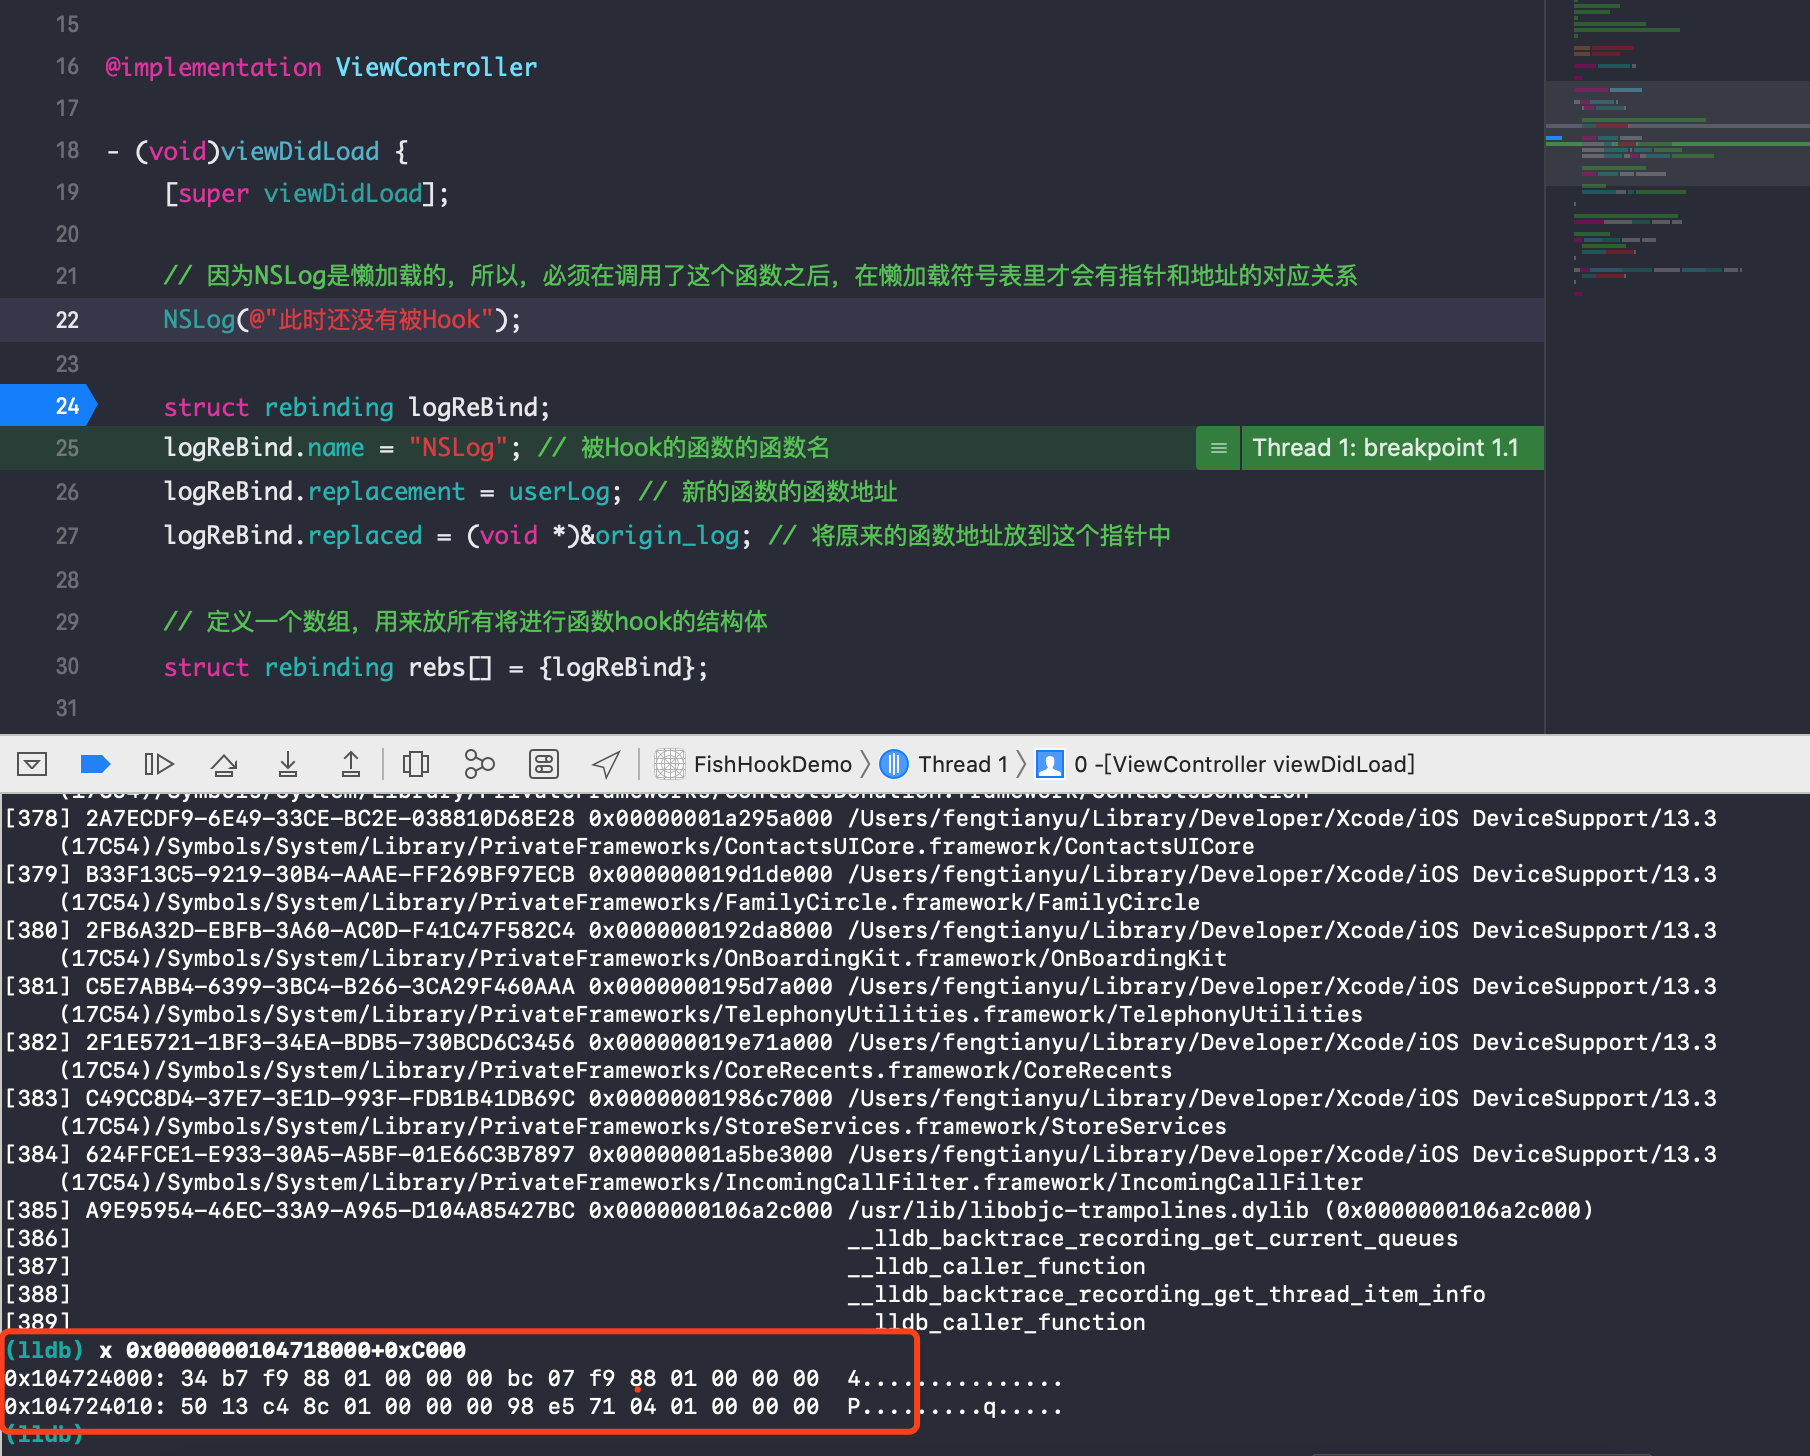 15
16 @implementation ViewController
17
18 - (void)viewDidLoad {
19 [super viewDidLoad];
20
21 // 因为NSLog是懒加载的，所以，必须在调用了这个函数之后，在懒加载符号表里才会有指针和地址的对应关系
22 NSLog(@"此时还没有被Hook");
23
24 struct rebinding logReBind;
25 logReBind.name = "NSLog"; // 被Hook的函数的函数名 Thread 1: breakpoint 1.1
26 logReBind.replacement = userLog; // 新的函数的函数地址
27 logReBind.replaced = (void *)&origin_log; // 将原来的函数地址放到这个指针中
28
29 // 定义一个数组，用来放所有将进行函数hook的结构体
30 struct rebinding rebs[] = {logReBind};
31
FishHookDemo Thread 1 0 -[ViewController viewDidLoad]
(17C54)/Symbols/System/Library/PrivateFrameworks/ContactsDonation.framework/ContactsDonation
[378] 2A7ECDF9-6E49-33CE-BC2E-038810D68E28 0x00000001a295a000 /Users/fengtianyu/Library/Developer/Xcode/iOS DeviceSupport/13.3
(17C54)/Symbols/System/Library/PrivateFrameworks/ContactsUICore.framework/ContactsUICore
[379] B33F13C5-9219-30B4-AAAE-FF269BF97ECB 0x000000019d1de000 /Users/fengtianyu/Library/Developer/Xcode/iOS DeviceSupport/13.3
(17C54)/Symbols/System/Library/PrivateFrameworks/FamilyCircle.framework/FamilyCircle
[380] 2FB6A32D-EBFB-3A60-AC0D-F41C47F582C4 0x0000000192da8000 /Users/fengtianyu/Library/Developer/Xcode/iOS DeviceSupport/13.3
(17C54)/Symbols/System/Library/PrivateFrameworks/OnBoardingKit.framework/OnBoardingKit
[381] C5E7ABB4-6399-3BC4-B266-3CA29F460AAA 0x0000000195d7a000 /Users/fengtianyu/Library/Developer/Xcode/iOS DeviceSupport/13.3
(17C54)/Symbols/System/Library/PrivateFrameworks/TelephonyUtilities.framework/TelephonyUtilities
[382] 2F1E5721-1BF3-34EA-BDB5-730BCD6C3456 0x000000019e71a000 /Users/fengtianyu/Library/Developer/Xcode/iOS DeviceSupport/13.3
(17C54)/Symbols/System/Library/PrivateFrameworks/CoreRecents.framework/CoreRecents
[383] C49CC8D4-37E7-3E1D-993F-FDB1B41DB69C 0x00000001986c7000 /Users/fengtianyu/Library/Developer/Xcode/iOS DeviceSupport/13.3
(17C54)/Symbols/System/Library/PrivateFrameworks/StoreServices.framework/StoreServices
[384] 624FFCE1-E933-30A5-A5BF-01E66C3B7897 0x00000001a5be3000 /Users/fengtianyu/Library/Developer/Xcode/iOS DeviceSupport/13.3
(17C54)/Symbols/System/Library/PrivateFrameworks/IncomingCallFilter.framework/IncomingCallFilter
[385] A9E95954-46EC-33A9-A965-D104A85427BC 0x0000000106a2c000 /usr/lib/libobjc-trampolines.dylib (0x0000000106a2c000)
[386] __lldb_backtrace_recording_get_current_queues
[387] __lldb_caller_function
[388] __lldb_backtrace_recording_get_thread_item_info
[389] __lldb_caller_function
(lldb) x 0x0000000104718000+0xC000
0x104724000: 34 b7 f9 88 01 00 00 00 bc 07 f9 88 01 00 00 00 4...............
0x104724010: 50 13 c4 8c 01 00 00 00 98 e5 71 04 01 00 00 00 P.........q.....
(lldb)